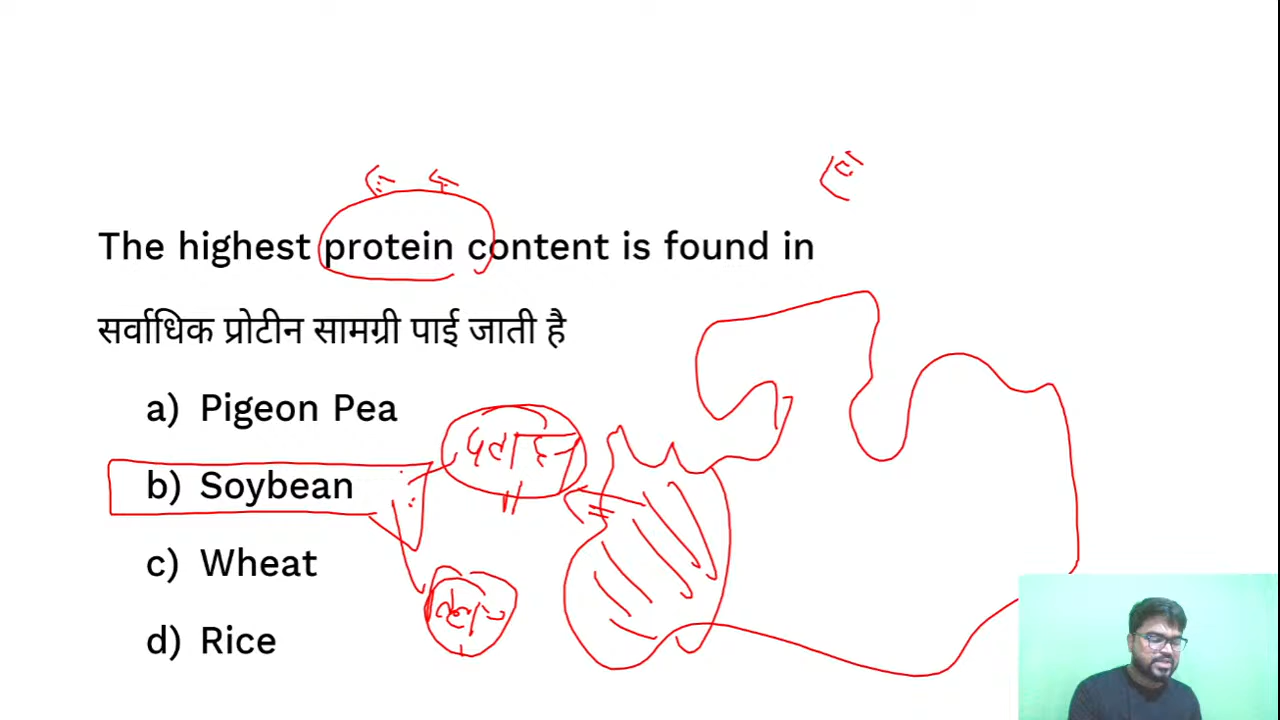 The highest protein content is found in
सर्वाधिक प्रोटीन सामग्री पाई जाती है
a) Pigeon Pea
b) Soybean
c) Wheat
d) Rice